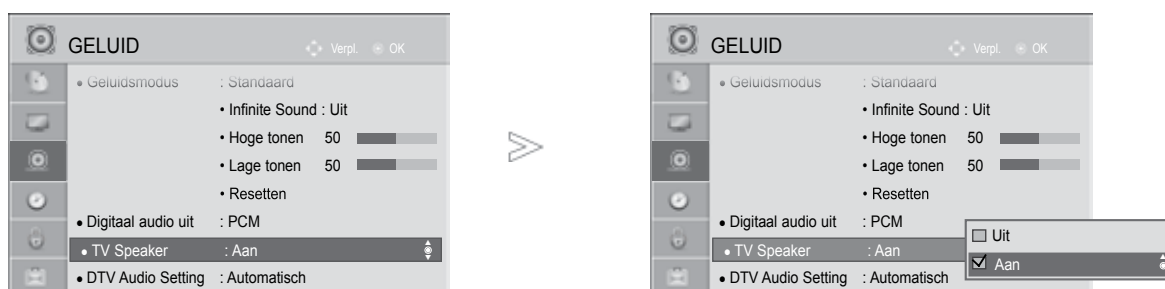 GELUID Verpl. OK
• Geluidsmodus : Standaard
• Infinite Sound : Uit
• Hoge tonen 50
• Lage tonen 50
• Resetten
• Digitaal audio uit : PCM
• TV Speaker : Aan
• DTV Audio Setting : Automatisch
GELUID Verpl. OK
• Geluidsmodus : Standaard
• Infinite Sound : Uit
• Hoge tonen 50
• Lage tonen 50
• Resetten
• Digitaal audio uit : PCM
• TV Speaker : Aan
• DTV Audio Setting : Automatisch
Uit
Aan